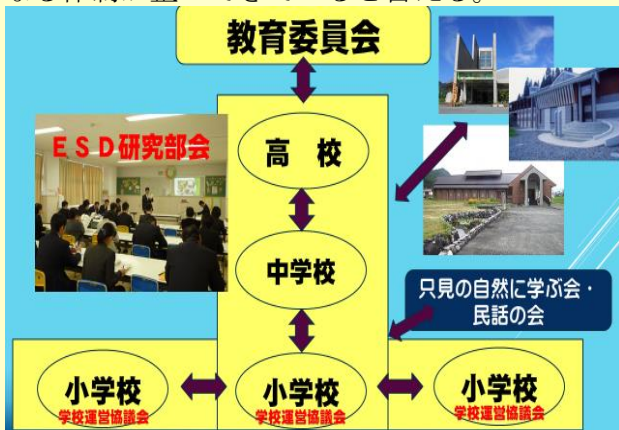 教育委員会
ESD研究部会
高校
中学校
只見の自然に学ぶ会・
民話の会
小学校
学校運営協議会
小学校
学校運営協議会
小学校
学校運営協議会